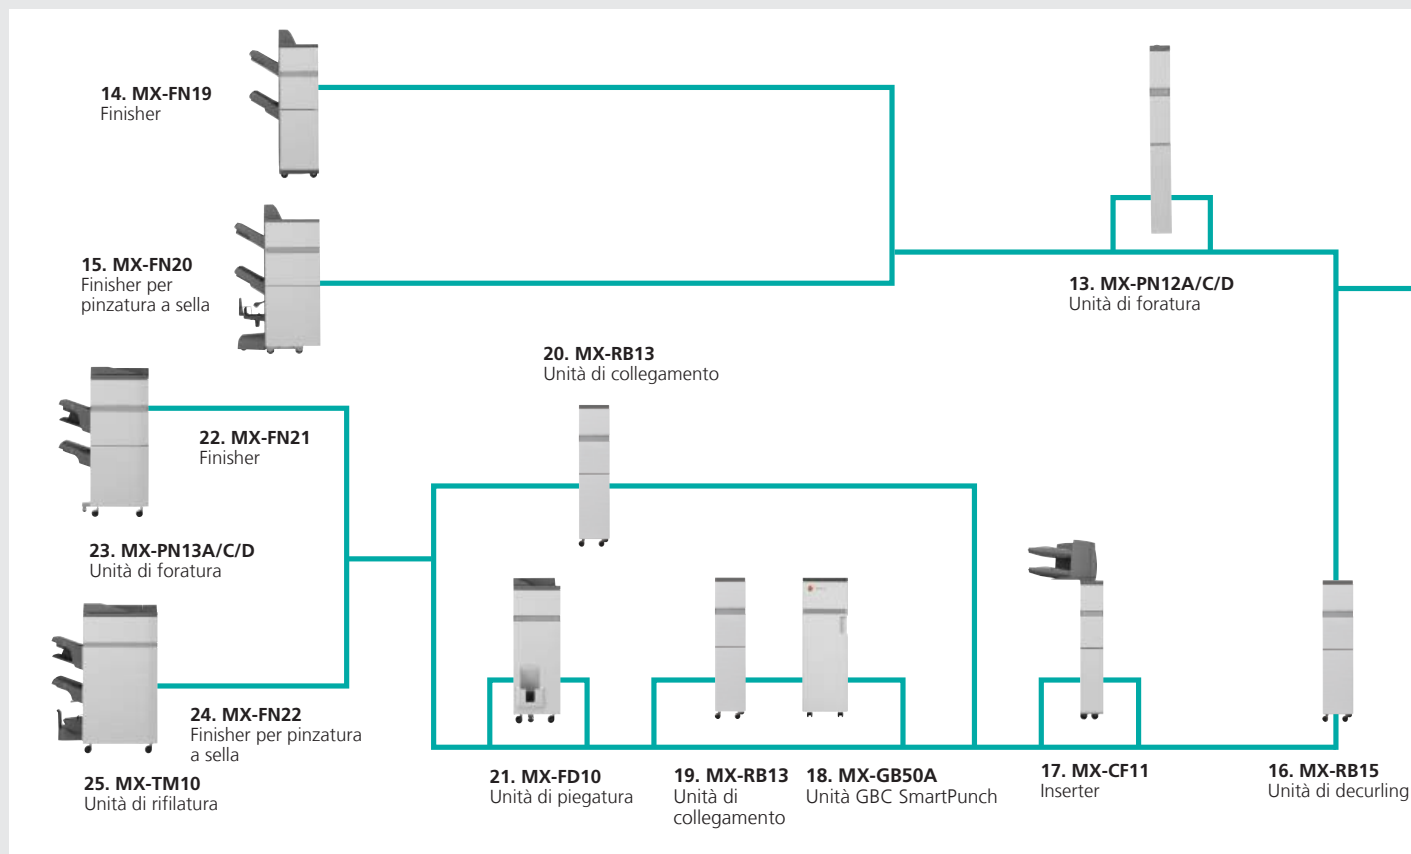 14. MX-FN19
Finisher
15. MX-FN20
Finisher per
pinzatura a sella
13. MX-PN12A/C/D
Unità di foratura
20. MX-RB13
Unità di collegamento
22. MX-FN21
Finisher
23. MX-PN13A/C/D
Unità di foratura
24. MX-FN22
Finisher per pinzatura
a sella
25. MX-TM10
Unità di rifilatura
21. MX-FD10
Unità di piegatura
19. MX-RB13
Unità di
collegamento
18. MX-GB50A
Unità GBC SmartPunch
17. MX-CF11
Inserter
16. MX-RB15
Unità di decurling